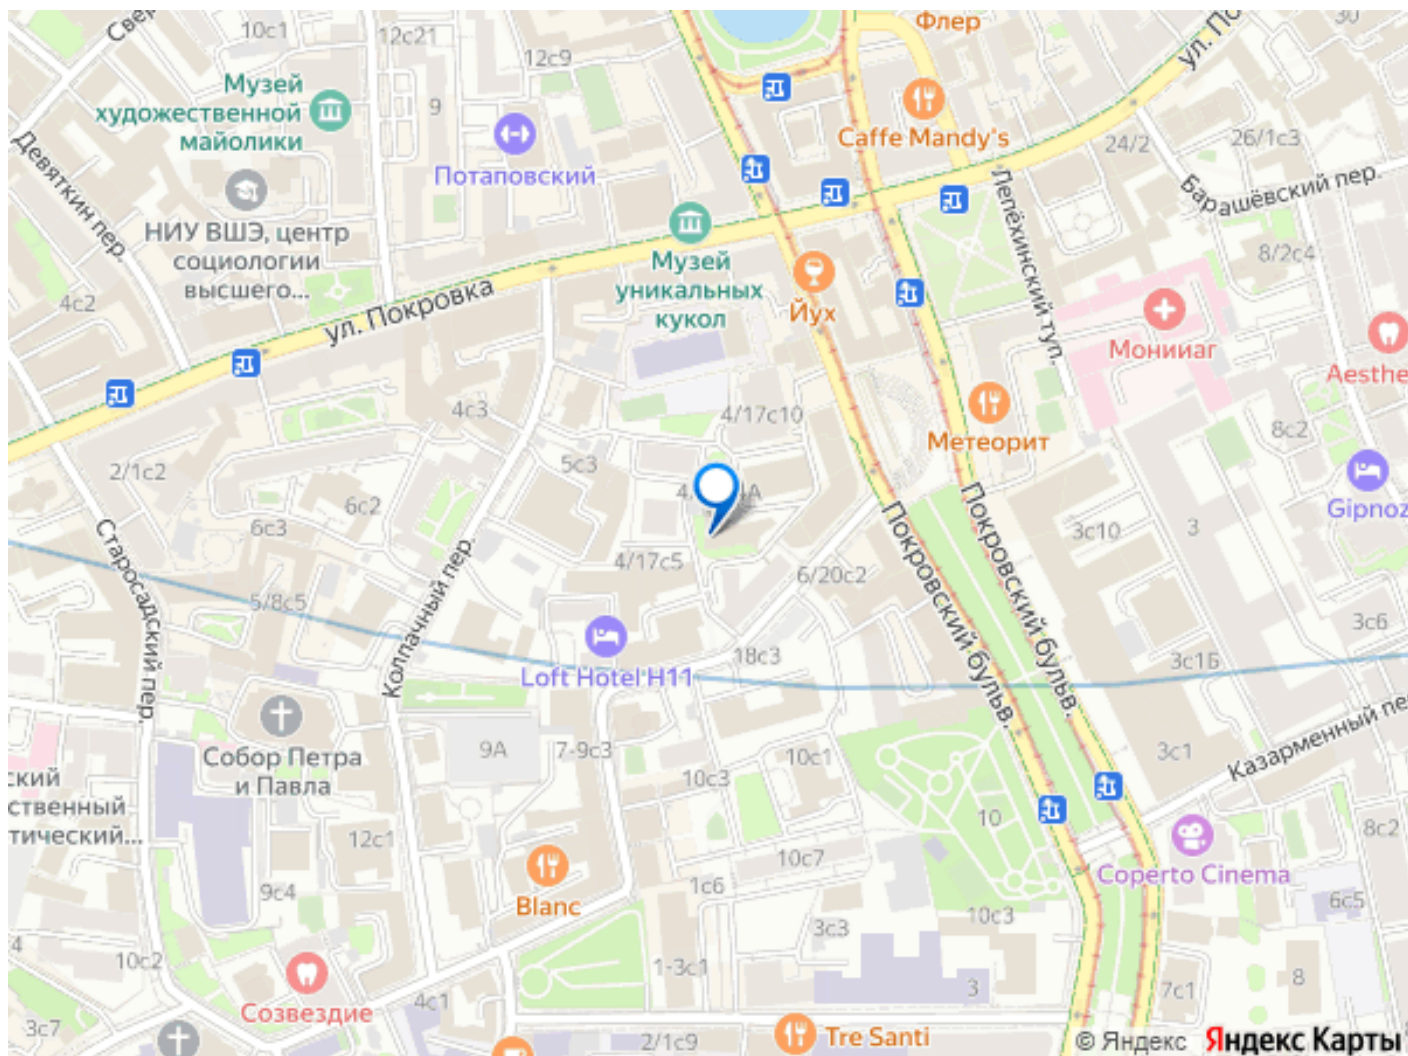 10с1
12с21
Флер
30
12с9
Музей
художественной
майолики
9
Caffe Mandy's
24/2
26/1с3
Потаповский
Девяткин пер.
Лепёхинский туп.
Барашёвский пер.
НИУ ВШЭ, центр
социологии
высшего...
Музей
уникальных
кукол
8/2с4
4с2
ул. Покровка
Йух
Мониаг
Aesthe
4с3
4/17с10
Метеорит
8с2
2/1с2
5с3
6с2
6с3
Gipnoz
3с10
3
Старосадский пер.
Колпачный пер.
4/17с5
6/20с2
Покровский бульв.
Покровский бульв.
5/8с5
3с6
18с3
Loft Hotel H11
3с1Б
Собор Петра
и Павла
9А
7-9с3
10с1
3с1
Казарменный пе
10с3
ский
ственный
тический...
10
12с1
8с2
10с7
Coperto Cinema
9с4
1с6
Blanc
6с5
3с3
10с3
4
10с2
1-3с1
Созвездие
4с1
3
7с1
8
3с7
2/1с9
Tre Santi
© Яндекс Яндекс Карты